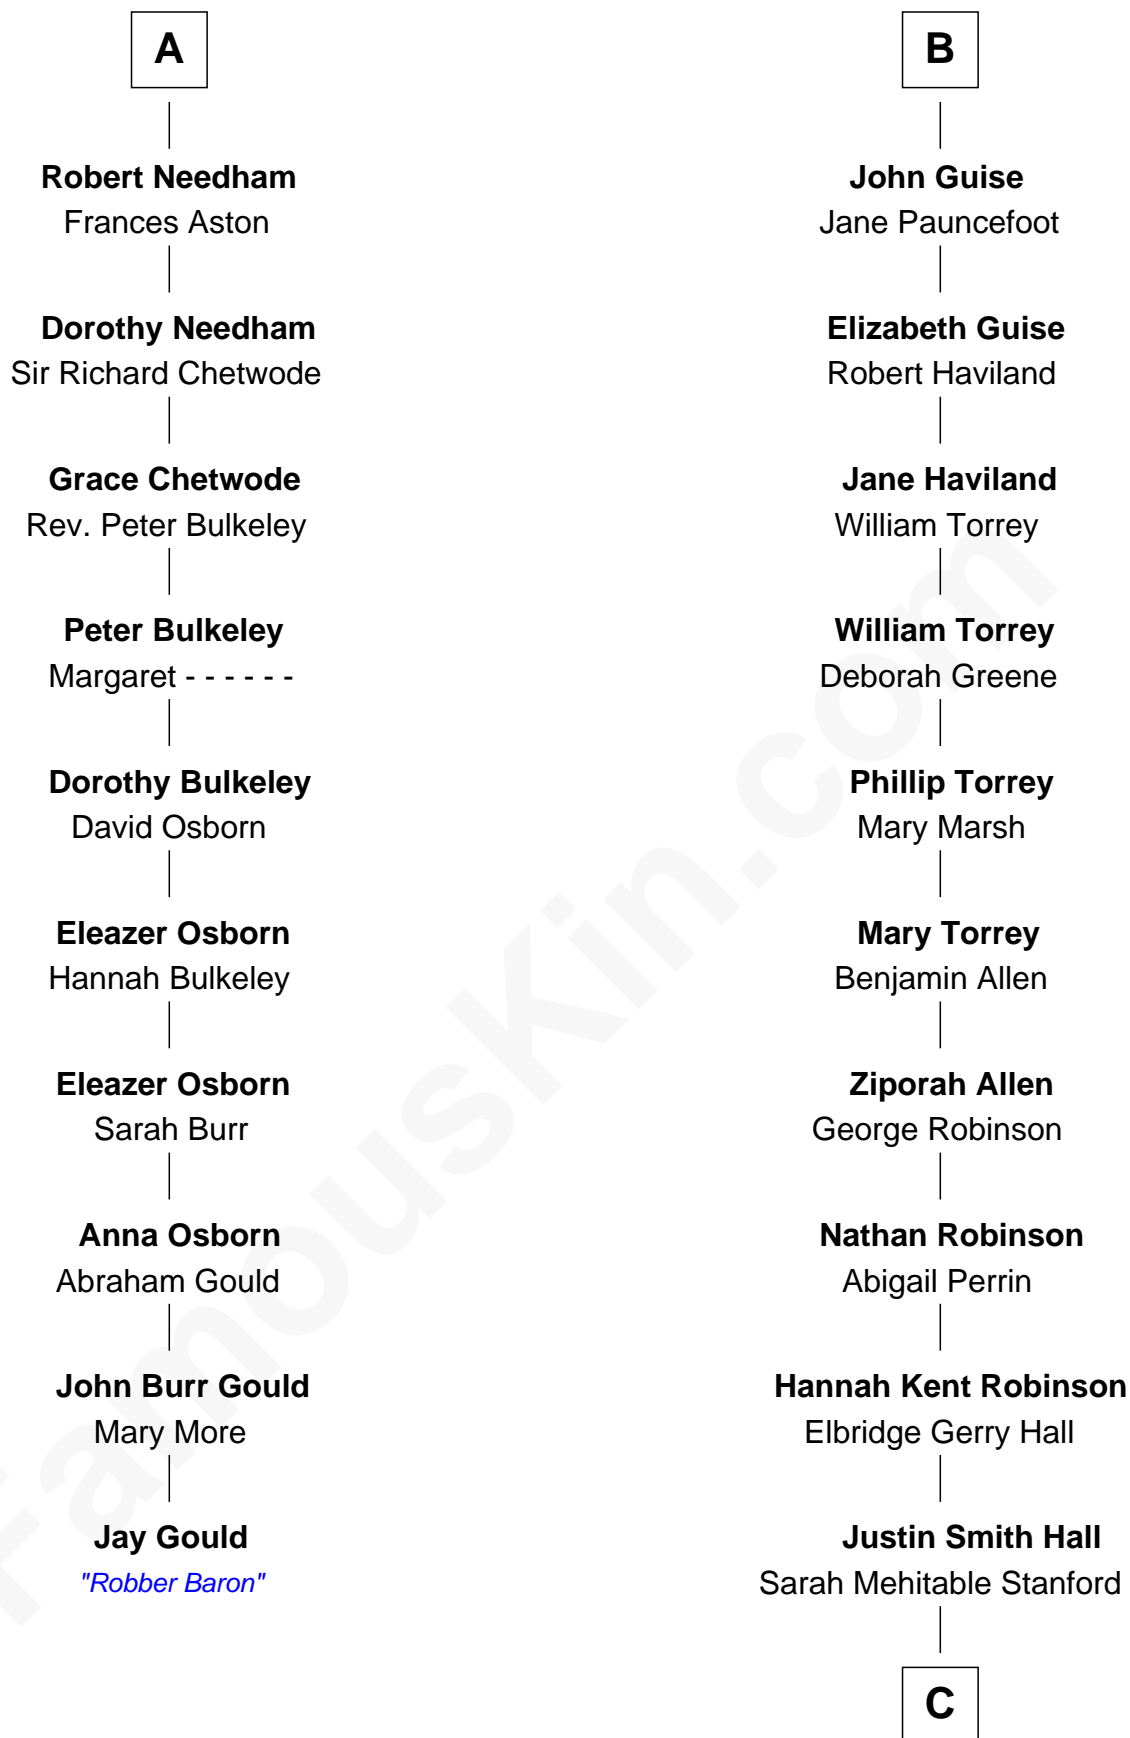 A
Robert Needham
Frances Aston
Dorothy Needham
Sir Richard Chetwode
Grace Chetwode
Rev. Peter Bulkeley
Peter Bulkeley
Margaret - - - - - -
Dorothy Bulkeley
David Osborn
Eleazer Osborn
Hannah Bulkeley
Eleazer Osborn
Sarah Burr
Anna Osborn
Abraham Gould
John Burr Gould
Mary More
Jay Gould
"Robber Baron"
B
John Guise
Jane Pauncefoot
Elizabeth Guise
Robert Haviland
Jane Haviland
William Torrey
William Torrey
Deborah Greene
Phillip Torrey
Mary Marsh
Mary Torrey
Benjamin Allen
Ziporah Allen
George Robinson
Nathan Robinson
Abigail Perrin
Hannah Kent Robinson
Elbridge Gerry Hall
Justin Smith Hall
Sarah Mehitable Stanford
C
FamousKin.com